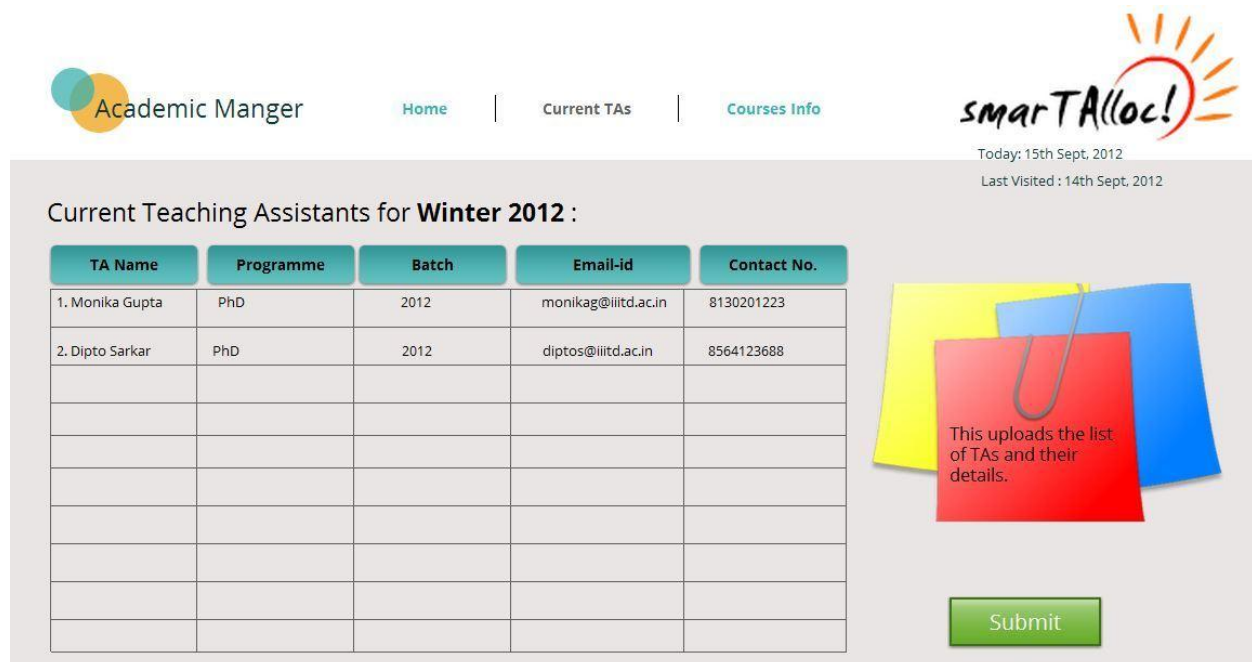 Academic Manger
Home
Current TAs
Courses Info
smarTAlloc!
Today: 15th Sept, 2012
Last Visited : 14th Sept, 2012
Current Teaching Assistants for Winter 2012 :
TA Name Programme Batch Email-id Contact No.
1. Monika Gupta PhD 2012 monikag@iiitd.ac.in 8130201223
2. Dipto Sarkar PhD 2012 diptos@iiitd.ac.in 8564123688
This uploads the list
of TAs and their
details.
Submit